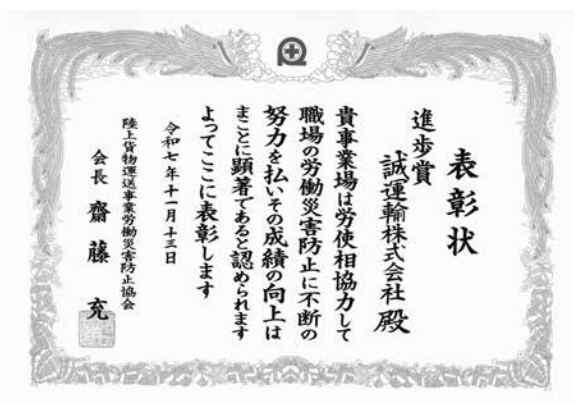 表彰状
進歩賞
誠運輸株式会社 殿
貴事業場は労使相協力して
職場の労働災害防止に不断の
努力を払いその成績の向上は
まことに顕著であると認められます
よってここに表彰します
令和七年十一月十三日
陸上貨物運送事業労働災害防止協会
会長 齋藤 充